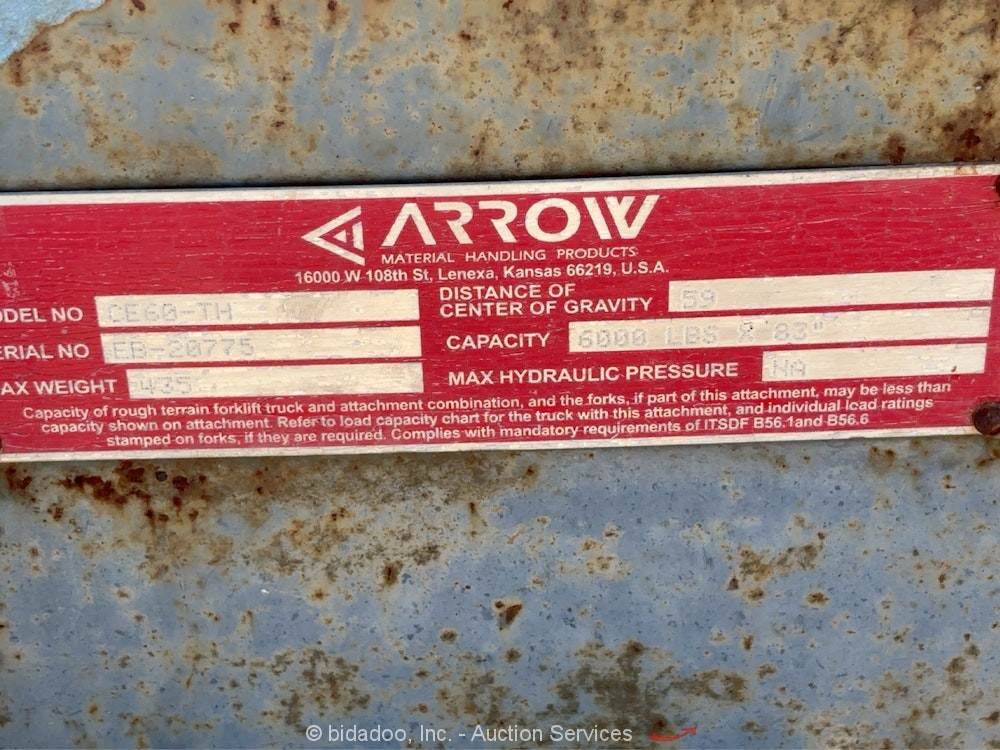 ARROW
MATERIAL HANDLING PRODUCTS
16000 W 108th St, Lenexa, Kansas 66219, U.S.A.
ODEL NO CE60-TH
DISTANCE OF CENTER OF GRAVITY 59
ERIAL NO EB-20775
CAPACITY 6000 LBS X 83"
AX WEIGHT 435
MAX HYDRAULIC PRESSURE NA
Capacity of rough terrain forklift truck and attachment combination, and the forks, if part of this attachment, may be less than
capacity shown on attachment. Refer to load capacity chart for the truck with this attachment, and individual load ratings
stamped on forks, if they are required. Complies with mandatory requirements of ITSDF B56.1and B56.6
© bidadoo, Inc. - Auction Services